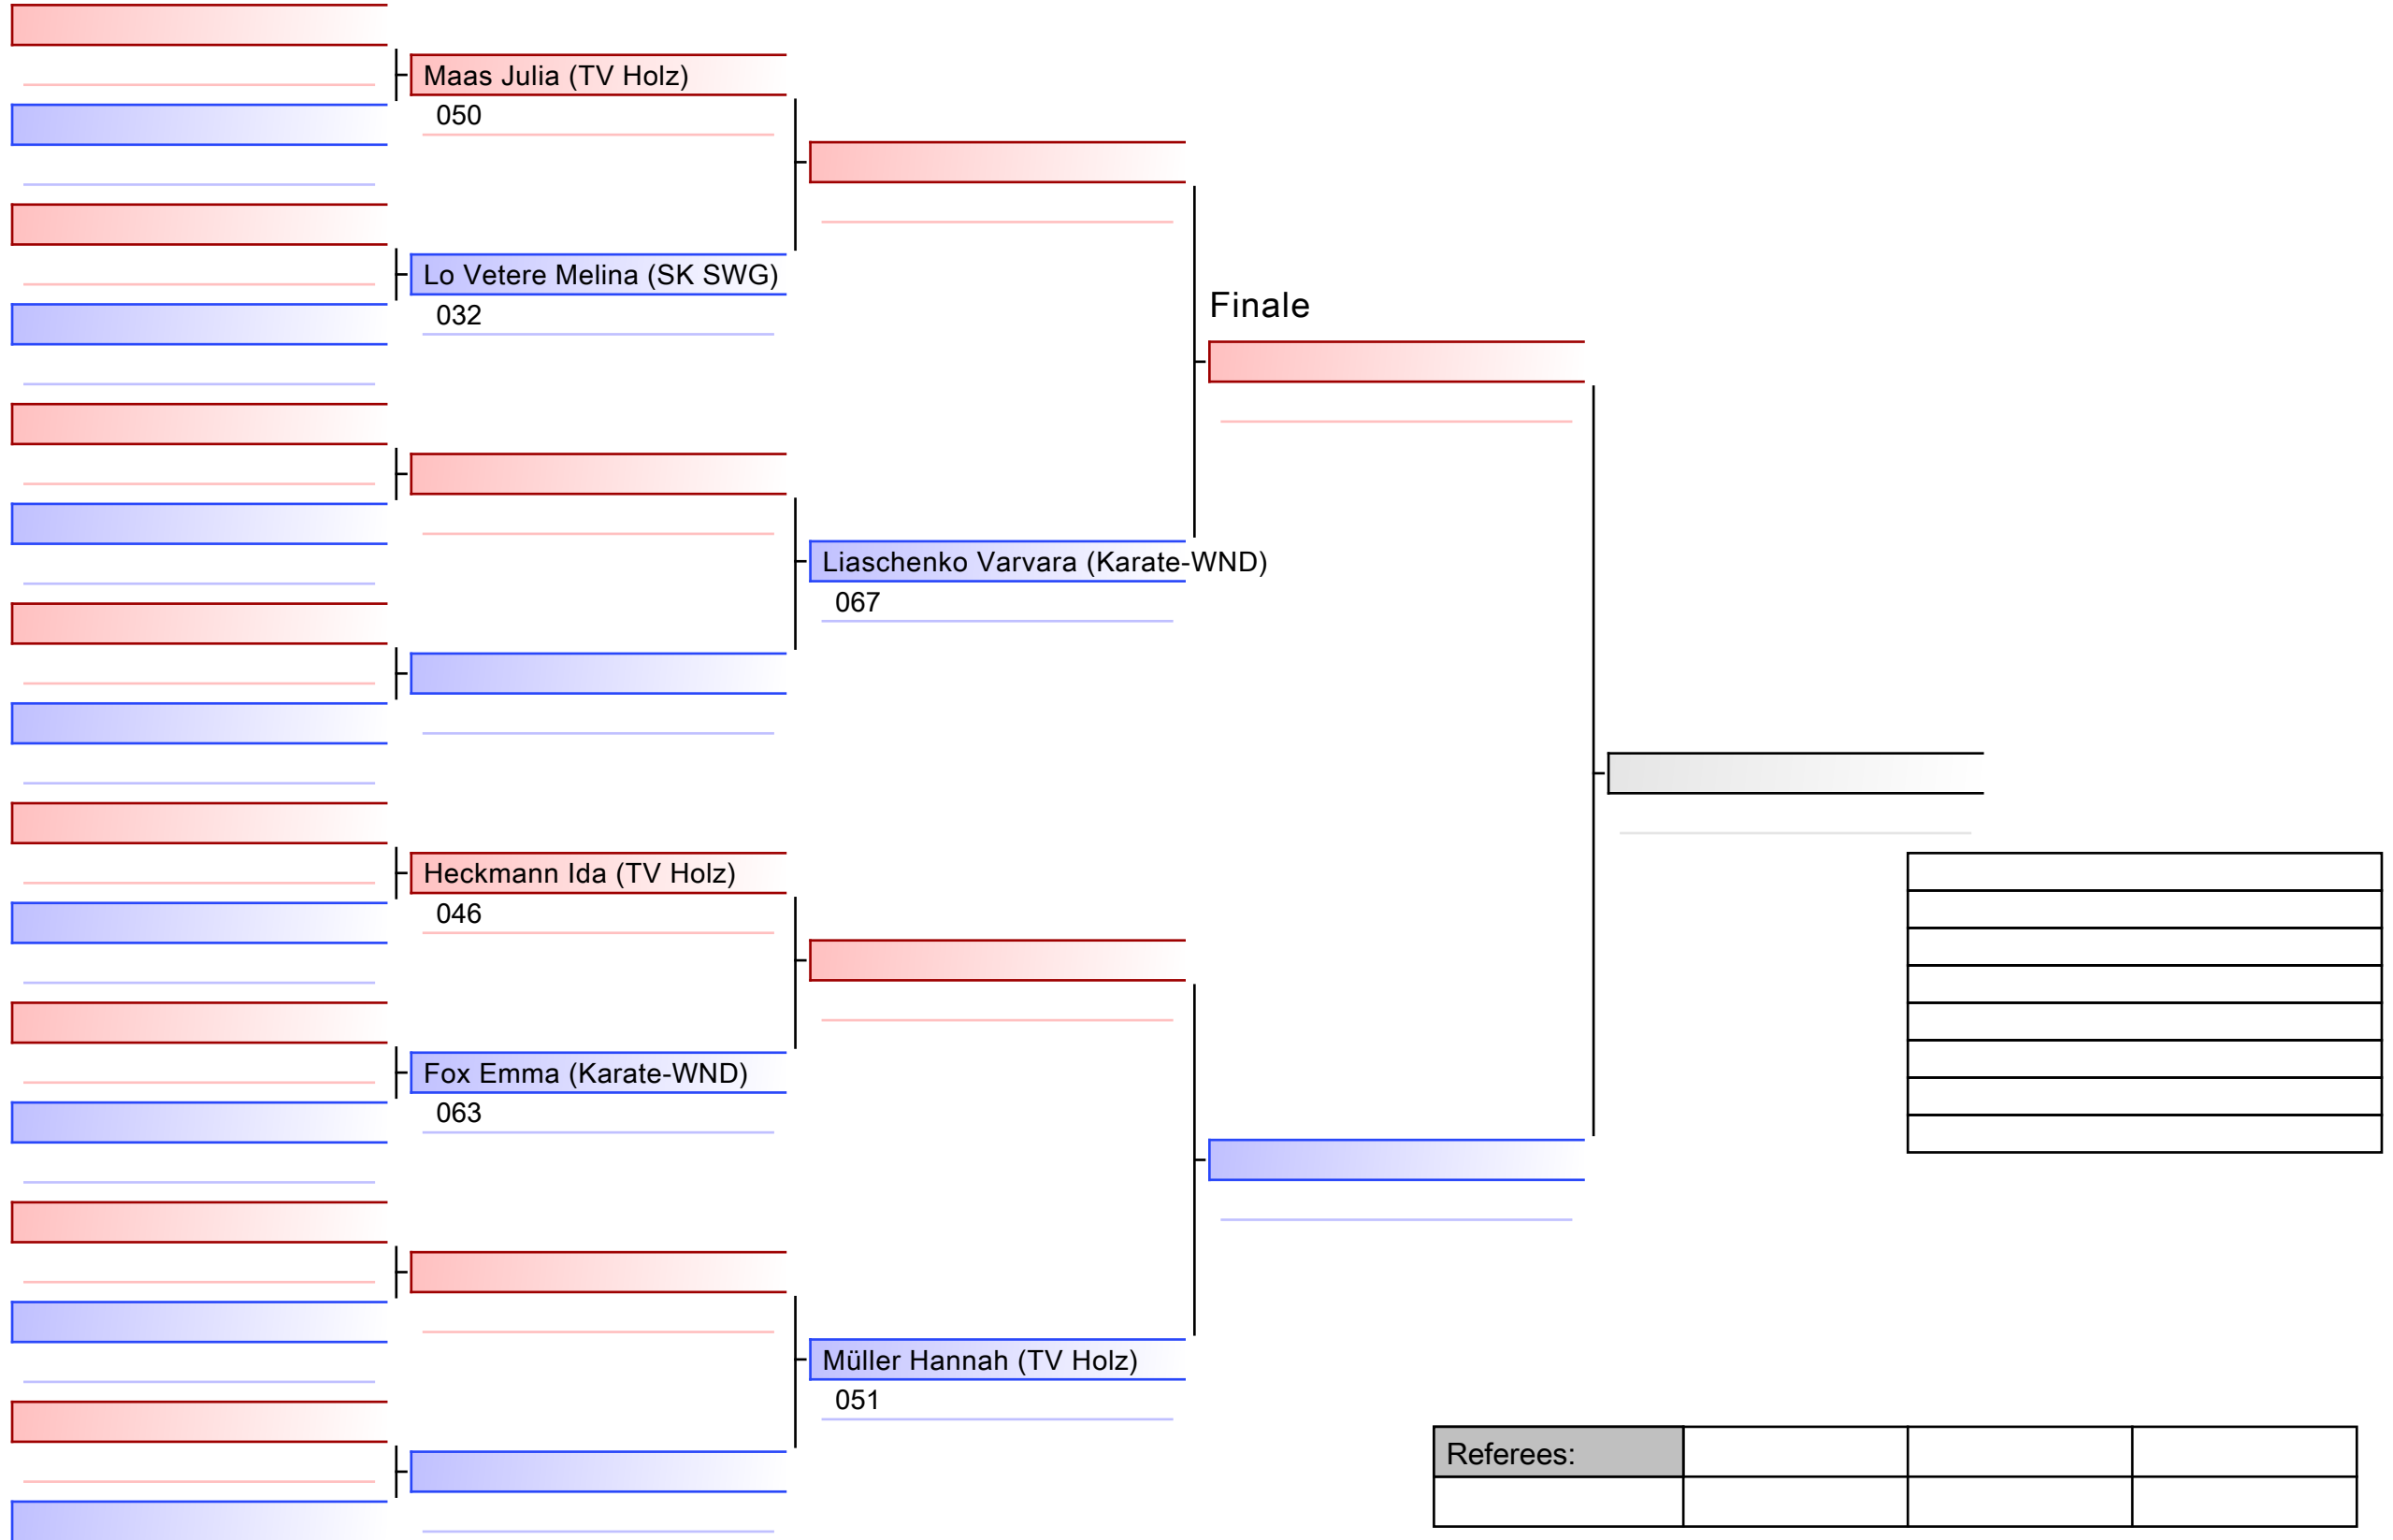 Maas Julia (TV Holz)
050
Lo Vetere Melina (SK SWG)
032
Finale
Liaschenko Varvara (Karate-WND)
067
Heckmann Ida (TV Holz)
046
Fox Emma (Karate-WND)
063
Müller Hannah (TV Holz)
051
Referees: